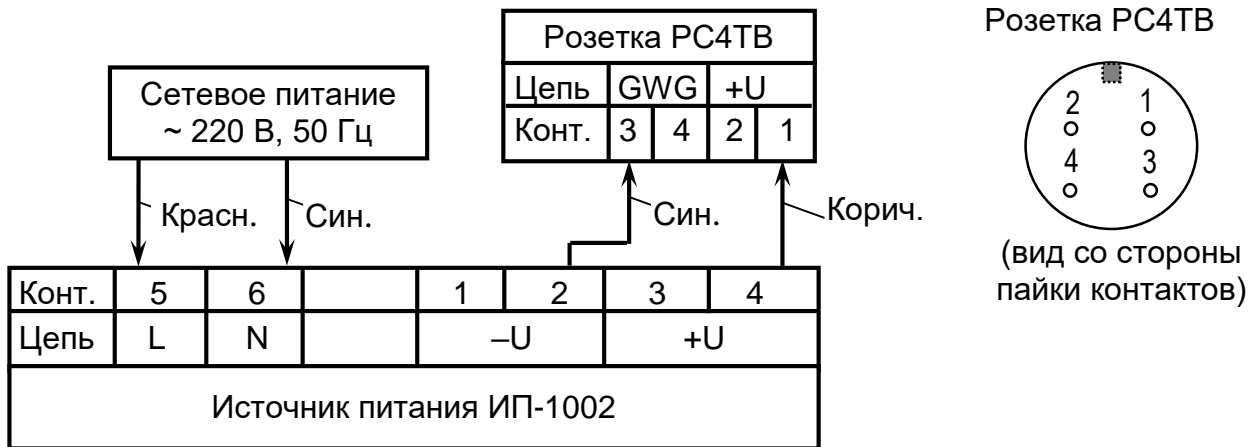 Розетка РС4ТВ
Цепь GWG +U
Конт. 3 4 2 1
Сетевое питание
~ 220 В, 50 Гц
Красн.
Син.
Син.
Корич.
Конт. 5 6 1 2 3 4
Цепь L N –U +U
Источник питания ИП-1002
Розетка РС4ТВ
2 1
4 3
(вид со стороны
пайки контактов)